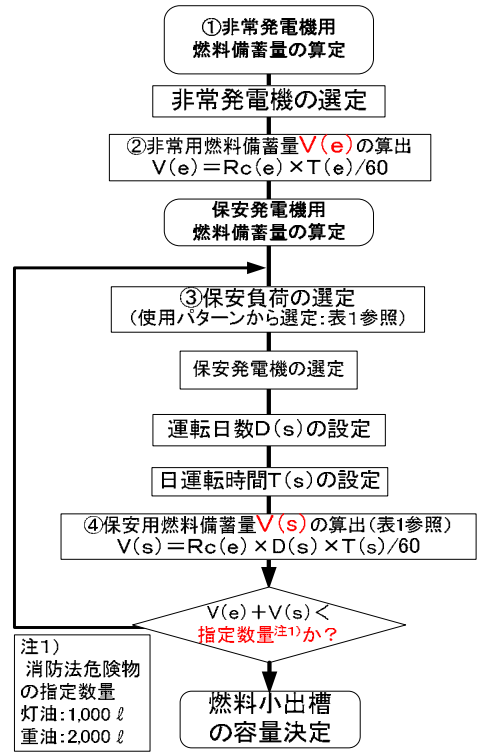 ①非常発電機用
燃料備蓄量の算定
非常発電機の選定
②非常用燃料備蓄量V(e)の算出
V(e)＝Rc(e)×T(e)/60
保安発電機用
燃料備蓄量の算定
③保安負荷の選定
(使用パターンから選定:表1参照)
保安発電機の選定
運転日数D(s)の設定
日運転時間T(s)の設定
④保安用燃料備蓄量V(s)の算出(表1参照)
V(s)＝Rc(e)×D(s)×T(s)/60
V(e)＋V(s)＜
指定数量注1)か？
注1)
消防法危険物
の指定数量
灯油:1,000 ℓ
重油:2,000 ℓ
燃料小出槽
の容量決定